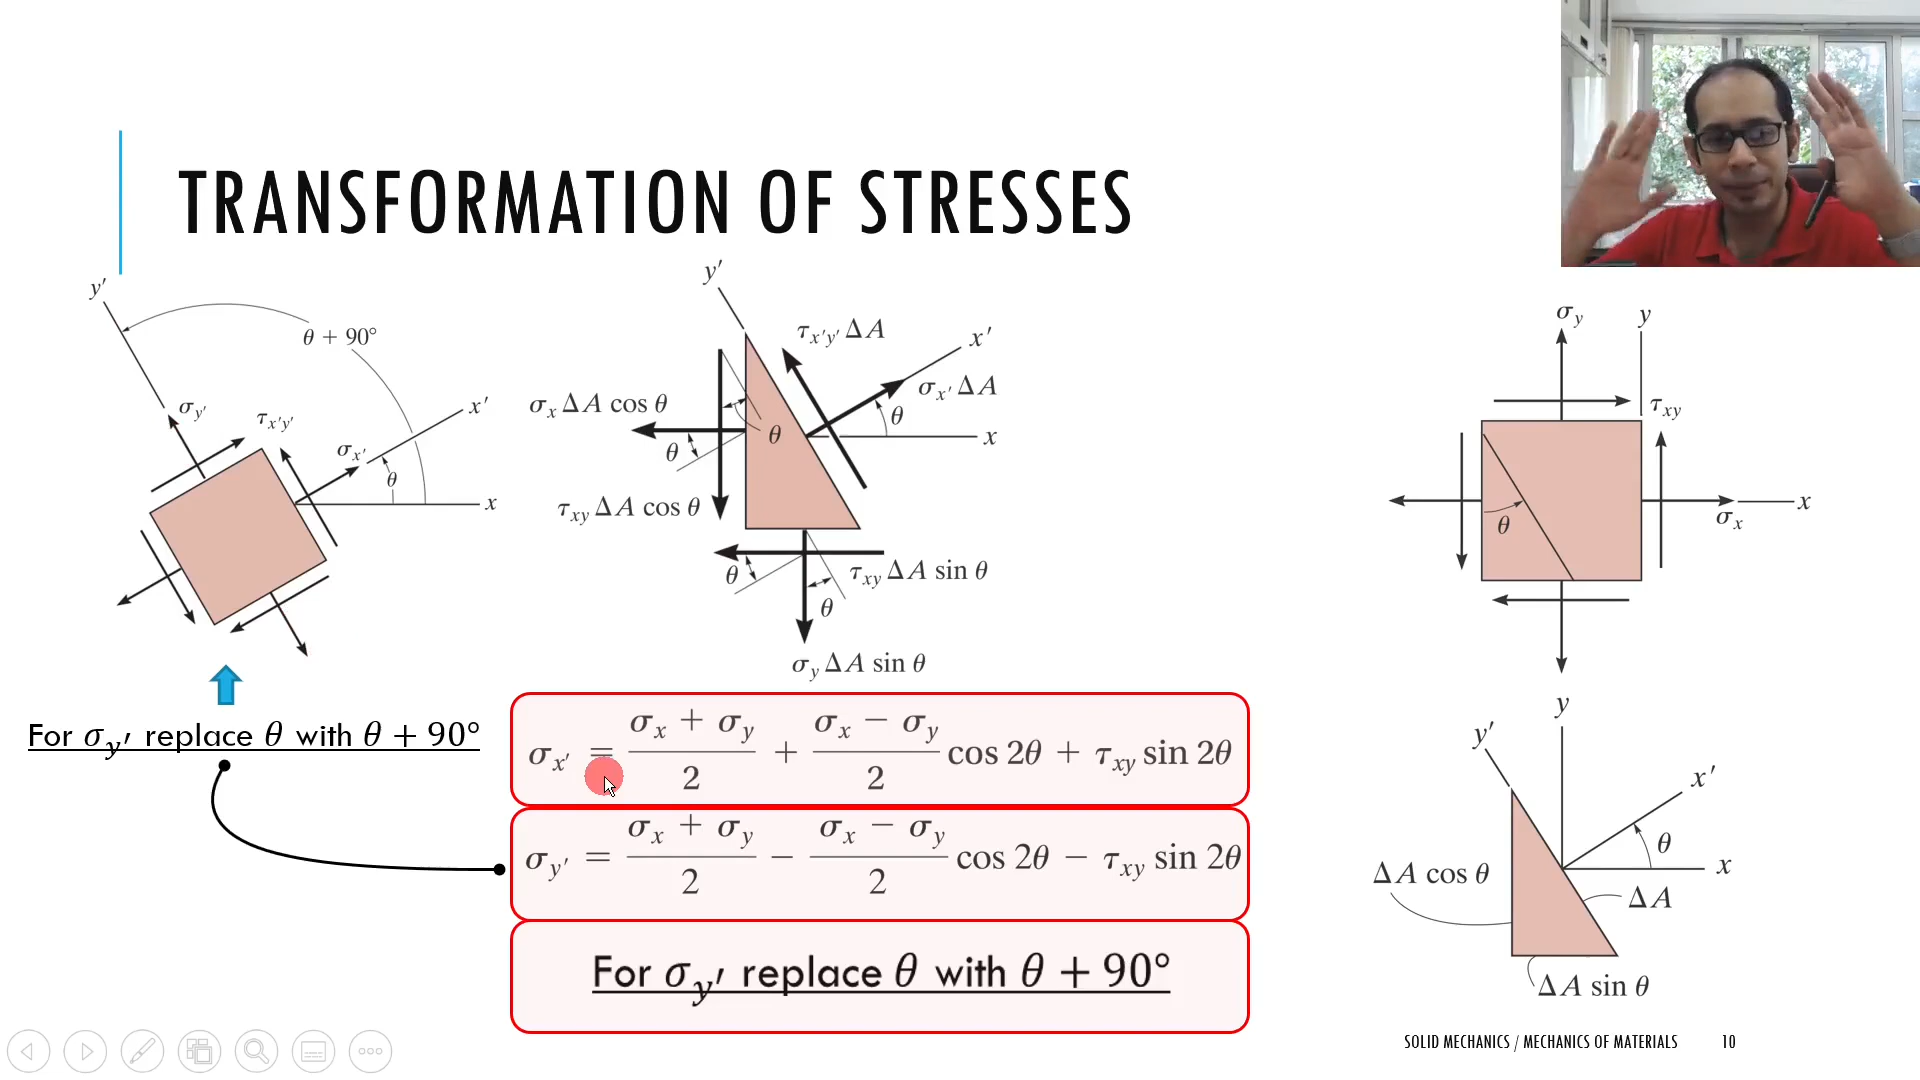 TRANSFORMATION OF STRESSES
y′
θ + 90°
σy′
τx′y′
x′
σx′
θ
x
For σy′ replace θ with θ + 90°
y′
τx′y′ ΔA
x′
σx′ ΔA
σx ΔA cos θ
θ
θ
θ
x
τxy ΔA cos θ
θ
τxy ΔA sin θ
θ
σy ΔA sin θ
σy
y
τxy
θ
σx
x
σx′ = (σx + σy)/2 + (σx − σy)/2 cos 2θ + τxy sin 2θ
σy′ = (σx + σy)/2 − (σx − σy)/2 cos 2θ − τxy sin 2θ
For σy′ replace θ with θ + 90°
y
y′
x′
θ
x
ΔA cos θ
ΔA
ΔA sin θ
SOLID MECHANICS / MECHANICS OF MATERIALS 10